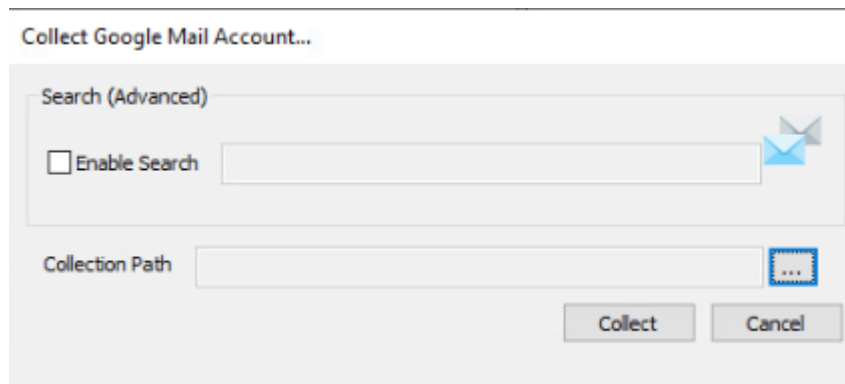 Collect Google Mail Account...
Search (Advanced)
Enable Search
Collection Path
...
Collect Cancel